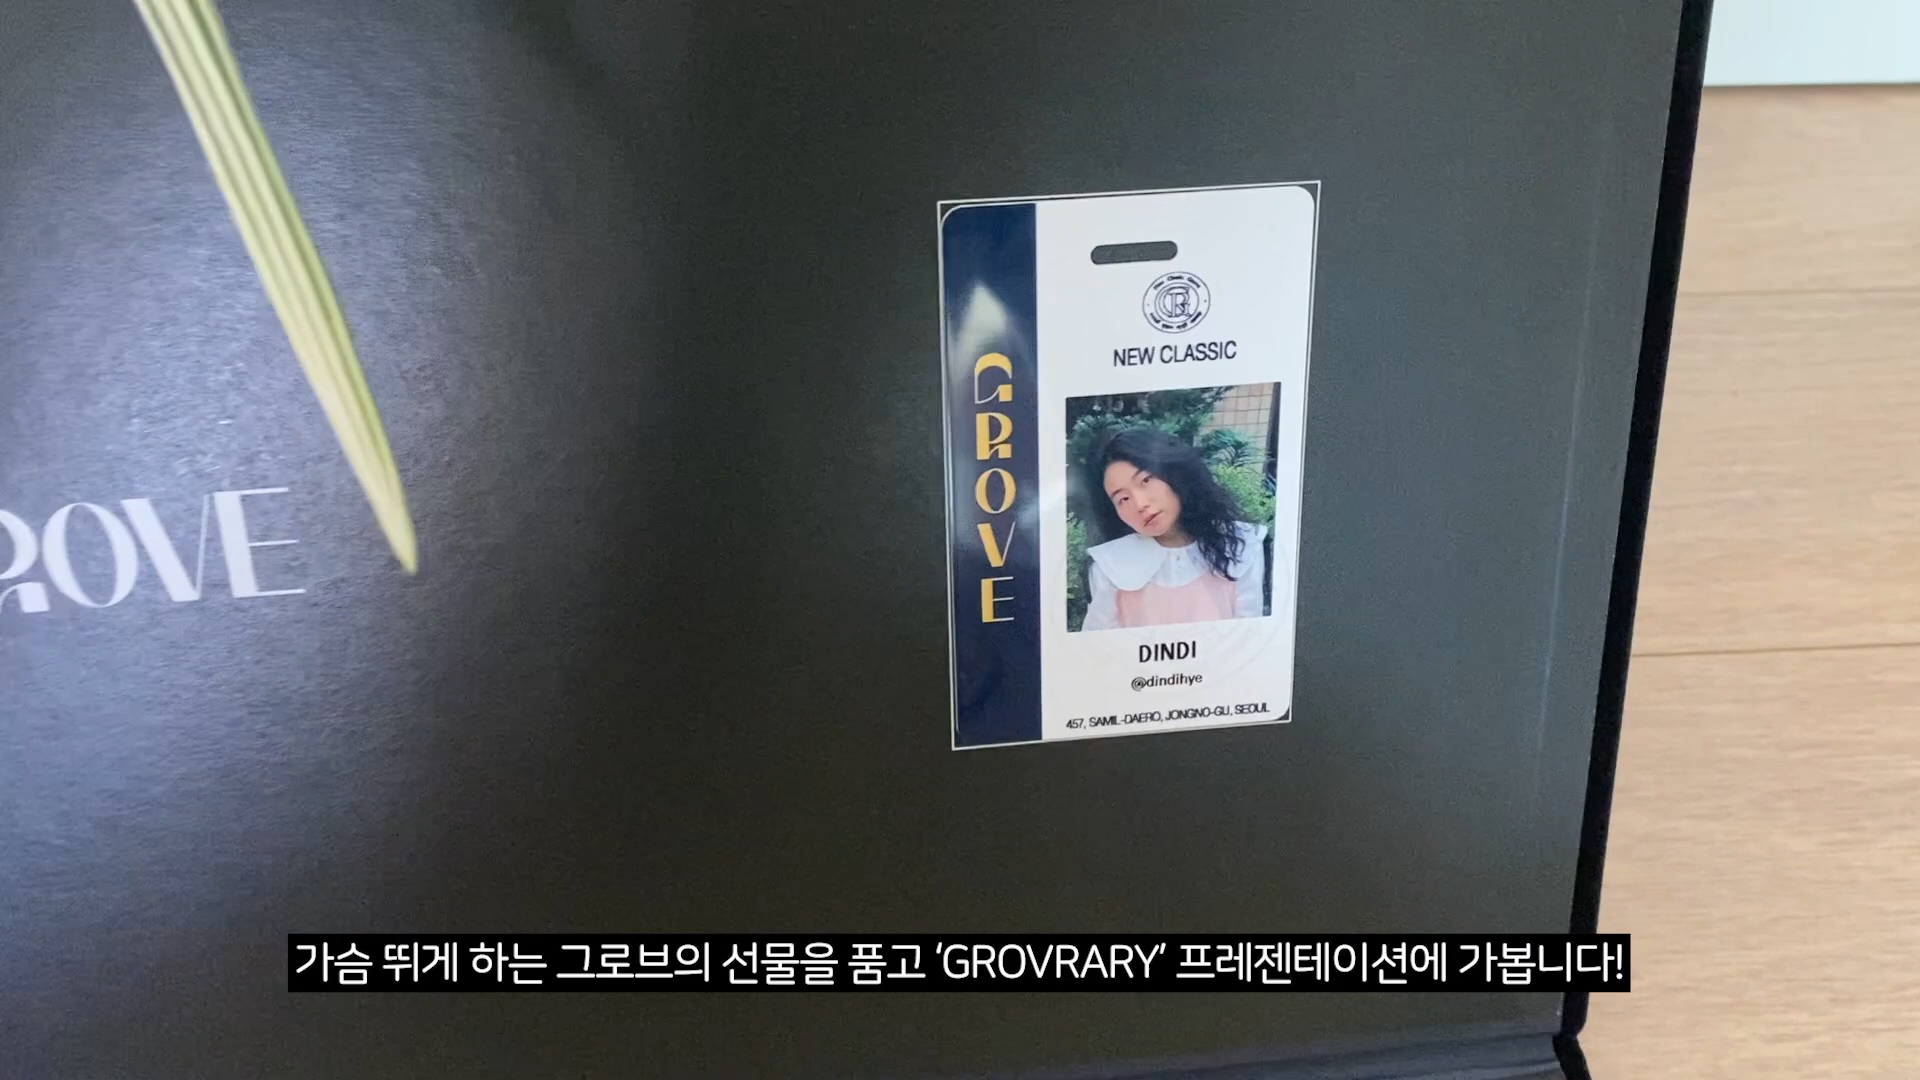 ROVE
GROVE
NEW CLASSIC
DINDI
@dindihye
457, SAMIL-DAERO, JONGNO-GU, SEOUL
가슴 뛰게 하는 그로브의 선물을 품고 ‘GROVRARY’ 프레젠테이션에 가봅니다!